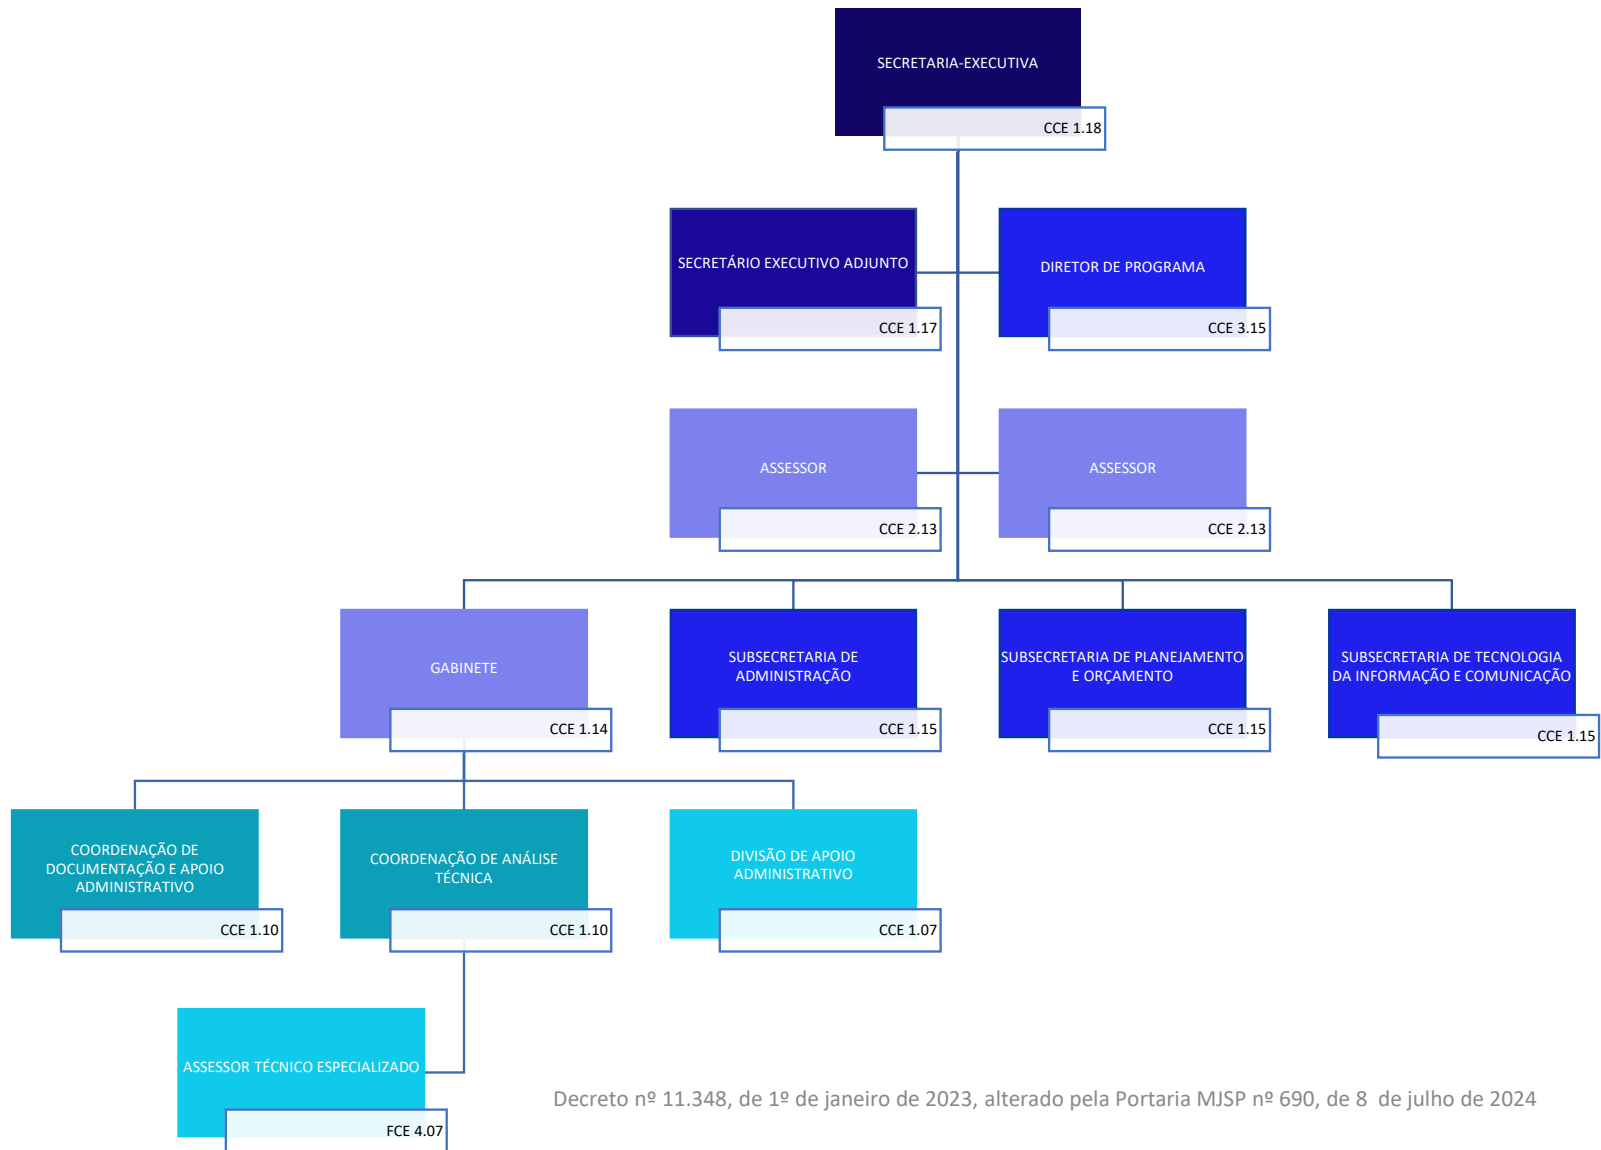 SECRETARIA-EXECUTIVA
CCE 1.18
SECRETÁRIO EXECUTIVO ADJUNTO
CCE 1.17
DIRETOR DE PROGRAMA
CCE 3.15
ASSESSOR
CCE 2.13
ASSESSOR
CCE 2.13
GABINETE
CCE 1.14
SUBSECRETARIA DE
ADMINISTRAÇÃO
CCE 1.15
SUBSECRETARIA DE PLANEJAMENTO
E ORÇAMENTO
CCE 1.15
SUBSECRETARIA DE TECNOLOGIA
DA INFORMAÇÃO E COMUNICAÇÃO
CCE 1.15
COORDENAÇÃO DE
DOCUMENTAÇÃO E APOIO
ADMINISTRATIVO
CCE 1.10
COORDENAÇÃO DE ANÁLISE
TÉCNICA
CCE 1.10
DIVISÃO DE APOIO
ADMINISTRATIVO
CCE 1.07
ASSESSOR TÉCNICO ESPECIALIZADO
FCE 4.07
Decreto nº 11.348, de 1º de janeiro de 2023, alterado pela Portaria MJSP nº 690, de 8 de julho de 2024